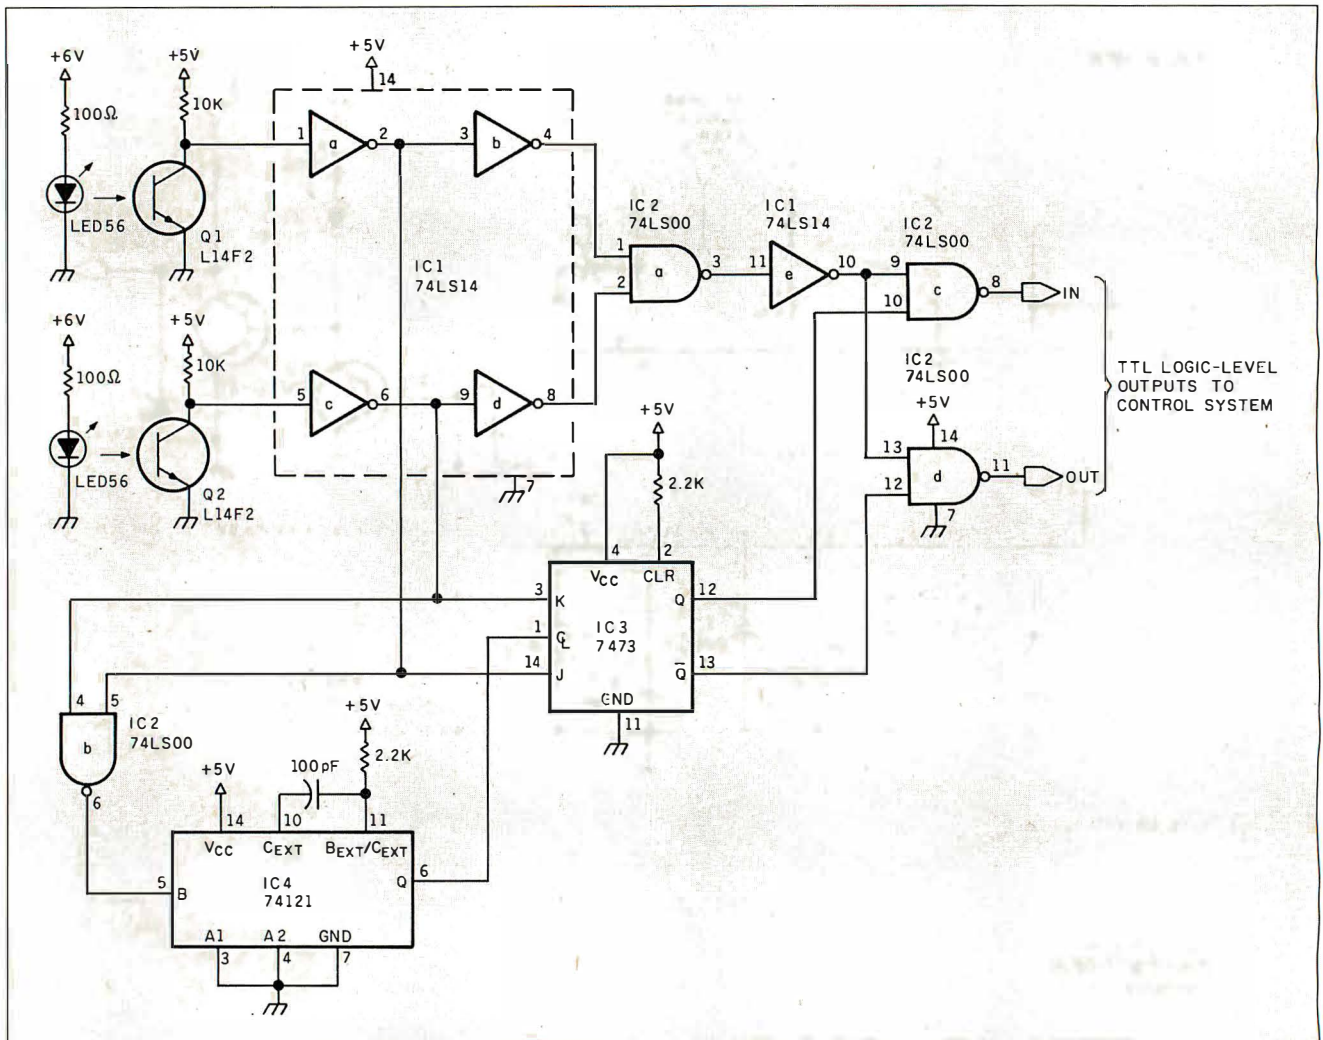 +5V
14
+6V
+5V
100Ω
10K
1
a
2
3
b
4
LED56
Q1
L14F2
IC1
74LS14
IC2
74LS00
1
2
a
3
IC1
74LS14
11
e
10
IC2
74LS00
9
10
c
8
IN
+6V
+5V
100Ω
10K
5
c
6
9
d
8
LED56
Q2
L14F2
7
IC2
74LS00
+5V
14
13
12
d
11
OUT
7
TTL LOGIC-LEVEL
OUTPUTS TO
CONTROL SYSTEM
+5V
2.2K
4
2
VCC
CLR
3
K
Q
12
1
CL
IC3
7473
14
J
Q̅
13
GND
11
4
5
b
6
IC2
74LS00
+5V
2.2K
100pF
+5V
14
10
11
VCC
CEXT
BEXT/CEXT
5
B
IC4
74121
Q
6
A1
A2
GND
3
4
7